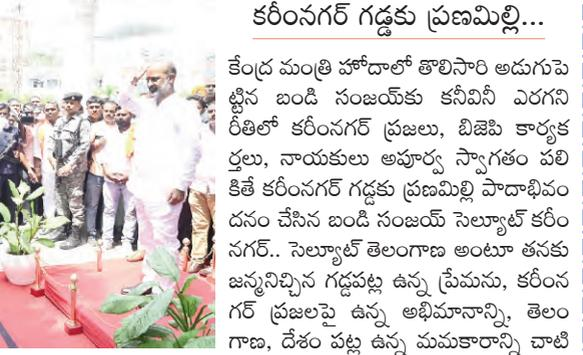 కరీంనగర్ గడ్డకు ప్రణమిల్లి...
కేంద్ర మంత్రి హోదాలో తొలిసారి అడుగుపె
ట్టిన బండి సంజయ్‌కు కనీవినీ ఎరగని
రీతిలో కరీంనగర్ ప్రజలు, బిజెపి కార్యక
ర్తలు, నాయకులు అపూర్వ స్వాగతం పలి
కితే కరీంనగర్ గడ్డకు ప్రణమిల్లి పాదాభివం
దనం చేసిన బండి సంజయ్ సెల్యూట్ కరీం
నగర్.. సెల్యూట్ తెలంగాణ అంటూ తనకు
జన్మనిచ్చిన గడ్డపట్ల ఉన్న ప్రేమను, కరీంన
గర్ ప్రజలపై ఉన్న అభిమానాన్ని, తెలం
గాణ, దేశం పట్ల ఉన్న మమకారాన్ని చాటి